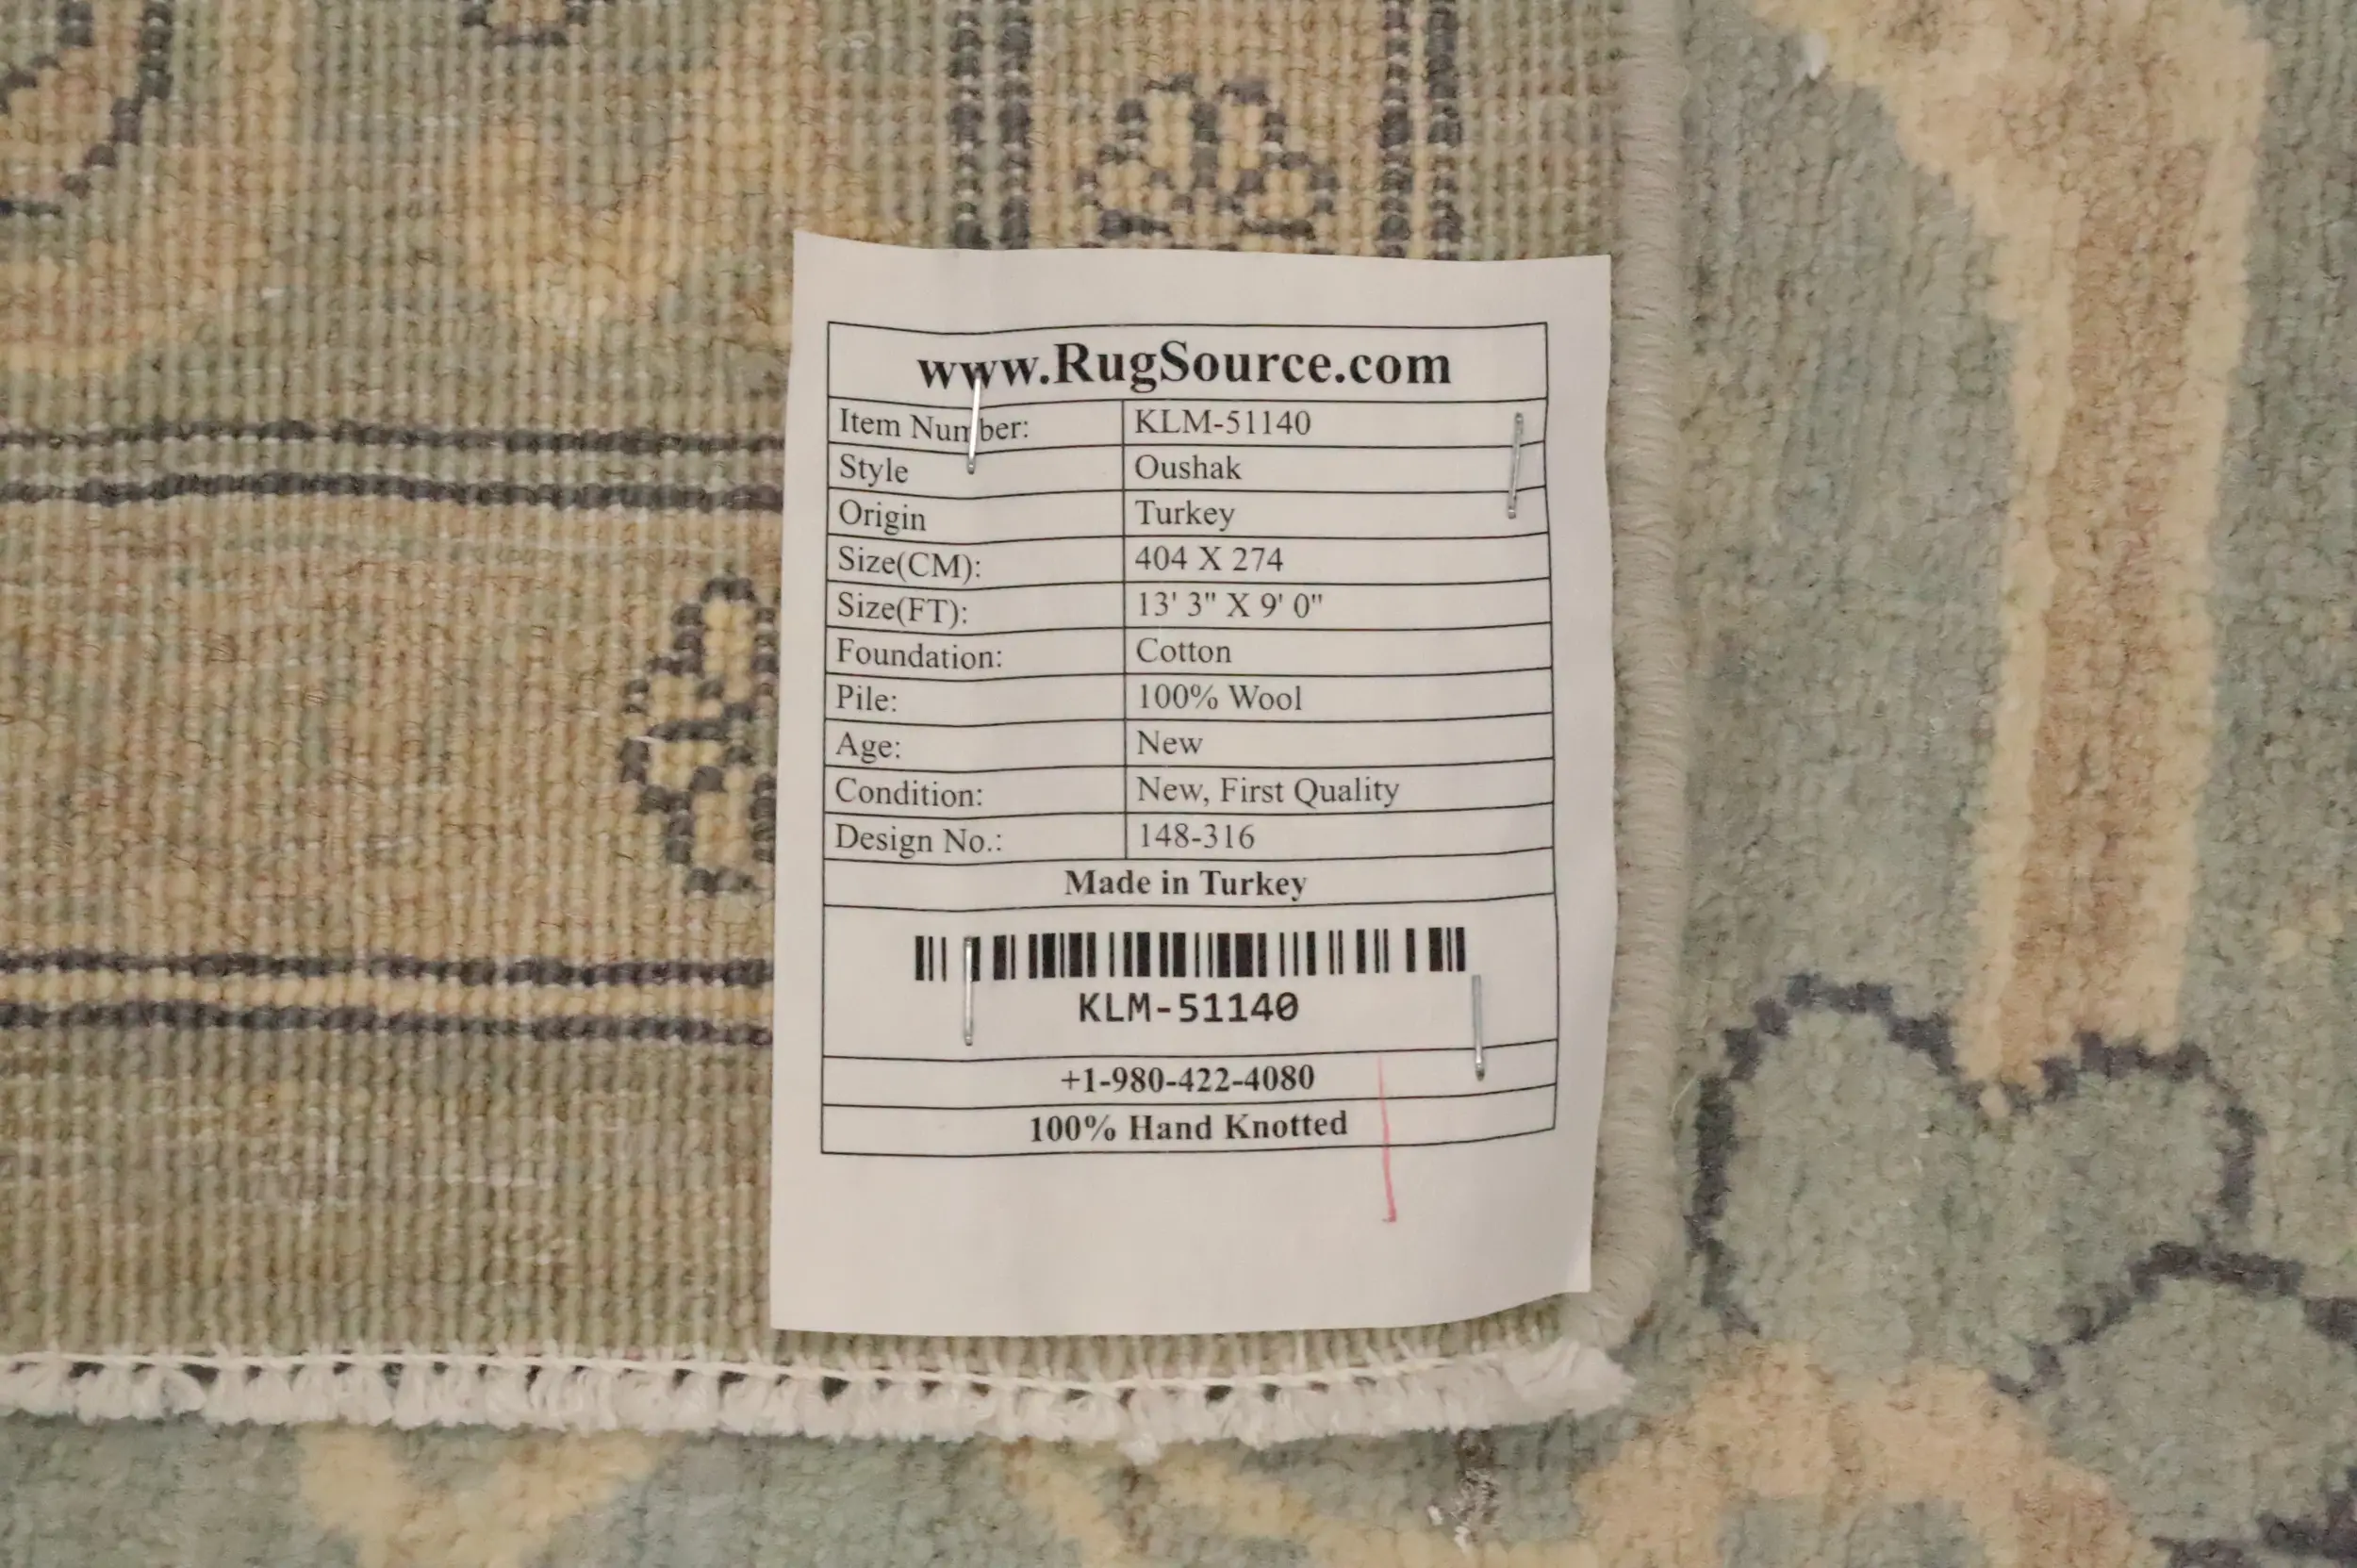 www.RugSource.com
Item Number: KLM-51140
Style Oushak
Origin Turkey
Size(CM): 404 X 274
Size(FT): 13' 3" X 9' 0"
Foundation: Cotton
Pile: 100% Wool
Age: New
Condition: New, First Quality
Design No.: 148-316
Made in Turkey
KLM-51140
+1-980-422-4080
100% Hand Knotted